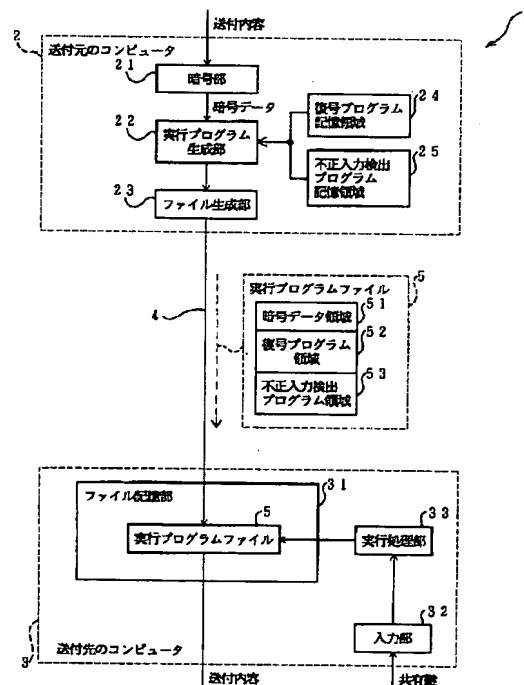 送付内容
2
送付元のコンピュータ
21
暗号部
暗号データ
22
実行プログラム
生成部
24
復号プログラム
記憶領域
25
不正入力検出
プログラム
記憶領域
23
ファイル生成部
4
5
実行プログラムファイル
51
暗号データ領域
52
復号プログラム
領域
53
不正入力検出
プログラム領域
31
ファイル記憶部
5
実行プログラムファイル
33
実行処理部
32
入力部
3
送付先のコンピュータ
送付内容
共有鍵